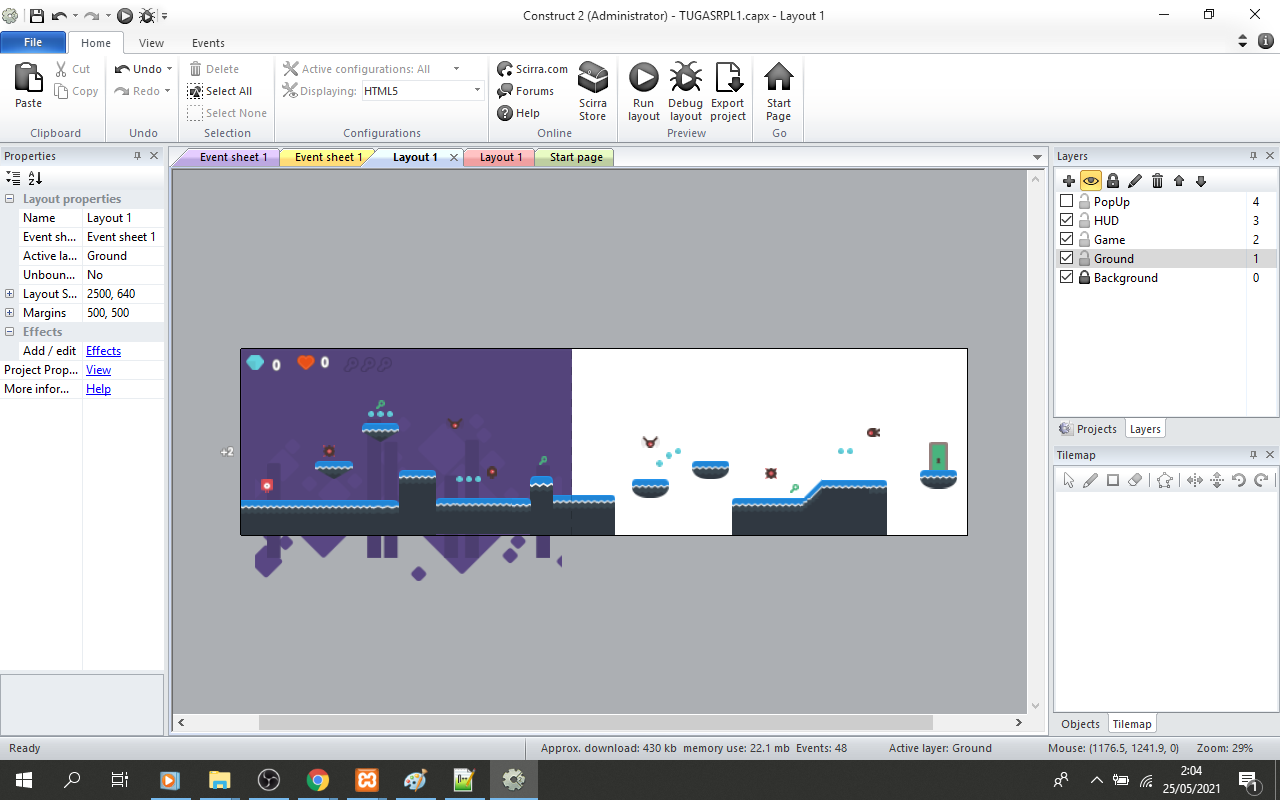 Construct 2 (Administrator) - TUGASRPL1.capx - Layout 1
File
Home
View
Events
Paste
Cut
Copy
Clipboard
Undo
Redo
Undo
Delete
Select All
Select None
Selection
Active configurations: All
Displaying: HTML5
Configurations
Scirra.com
Forums
Help
Scirra Store
Online
Run layout
Debug layout
Export project
Preview
Start Page
Go
Properties
Layout properties
Name Layout 1
Event sh... Event sheet 1
Active la... Ground
Unboun... No
Layout S... 2500, 640
Margins 500, 500
Effects
Add / edit Effects
Project Prop... View
More infor... Help
Event sheet 1
Event sheet 1
Layout 1
Layout 1
Start page
0
0
+2
Layers
PopUp 4
HUD 3
Game 2
Ground 1
Background 0
Projects
Layers
Tilemap
Objects
Tilemap
Ready
Approx. download: 430 kb memory use: 22.1 mb Events: 48
Active layer: Ground
Mouse: (1176.5, 1241.9, 0)
Zoom: 29%
2:04
25/05/2021
1